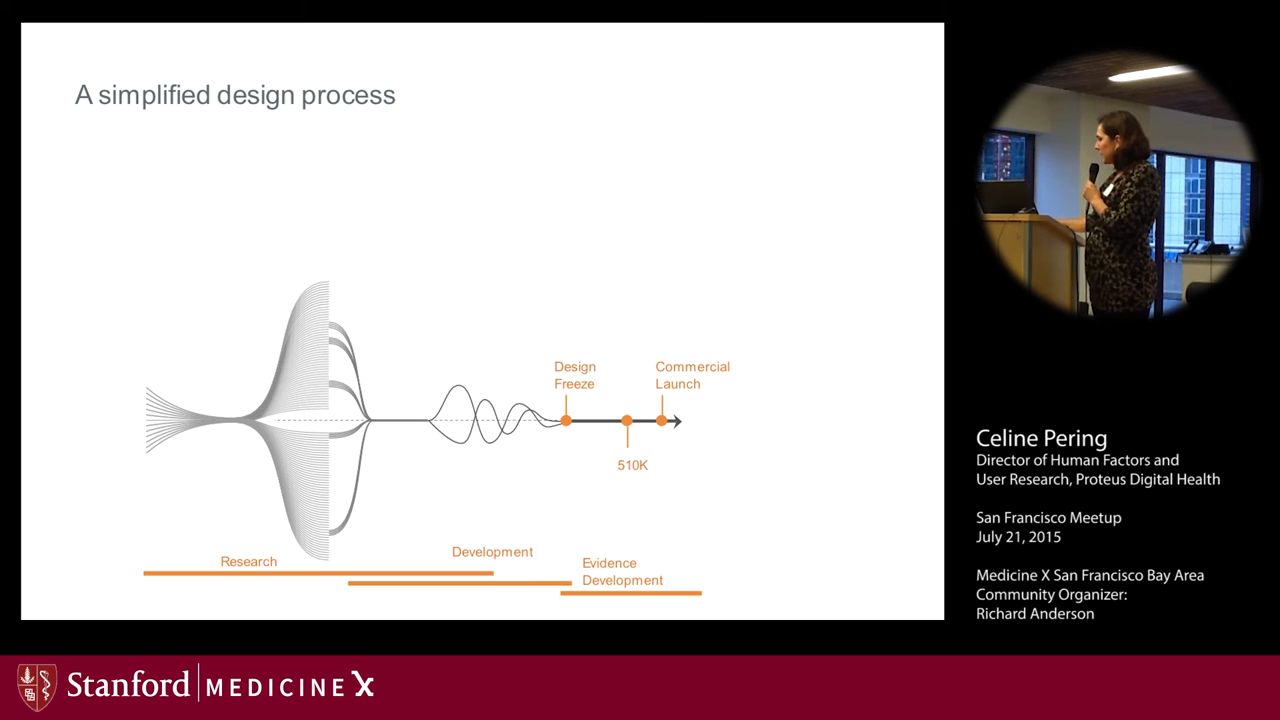 A simplified design process
Design
Freeze
Commercial
Launch
510K
Research
Development
Evidence
Development
Celine Pering
Director of Human Factors and
User Research, Proteus Digital Health
San Francisco Meetup
July 21, 2015
Medicine X San Francisco Bay Area
Community Organizer:
Richard Anderson
Stanford MEDICINE X